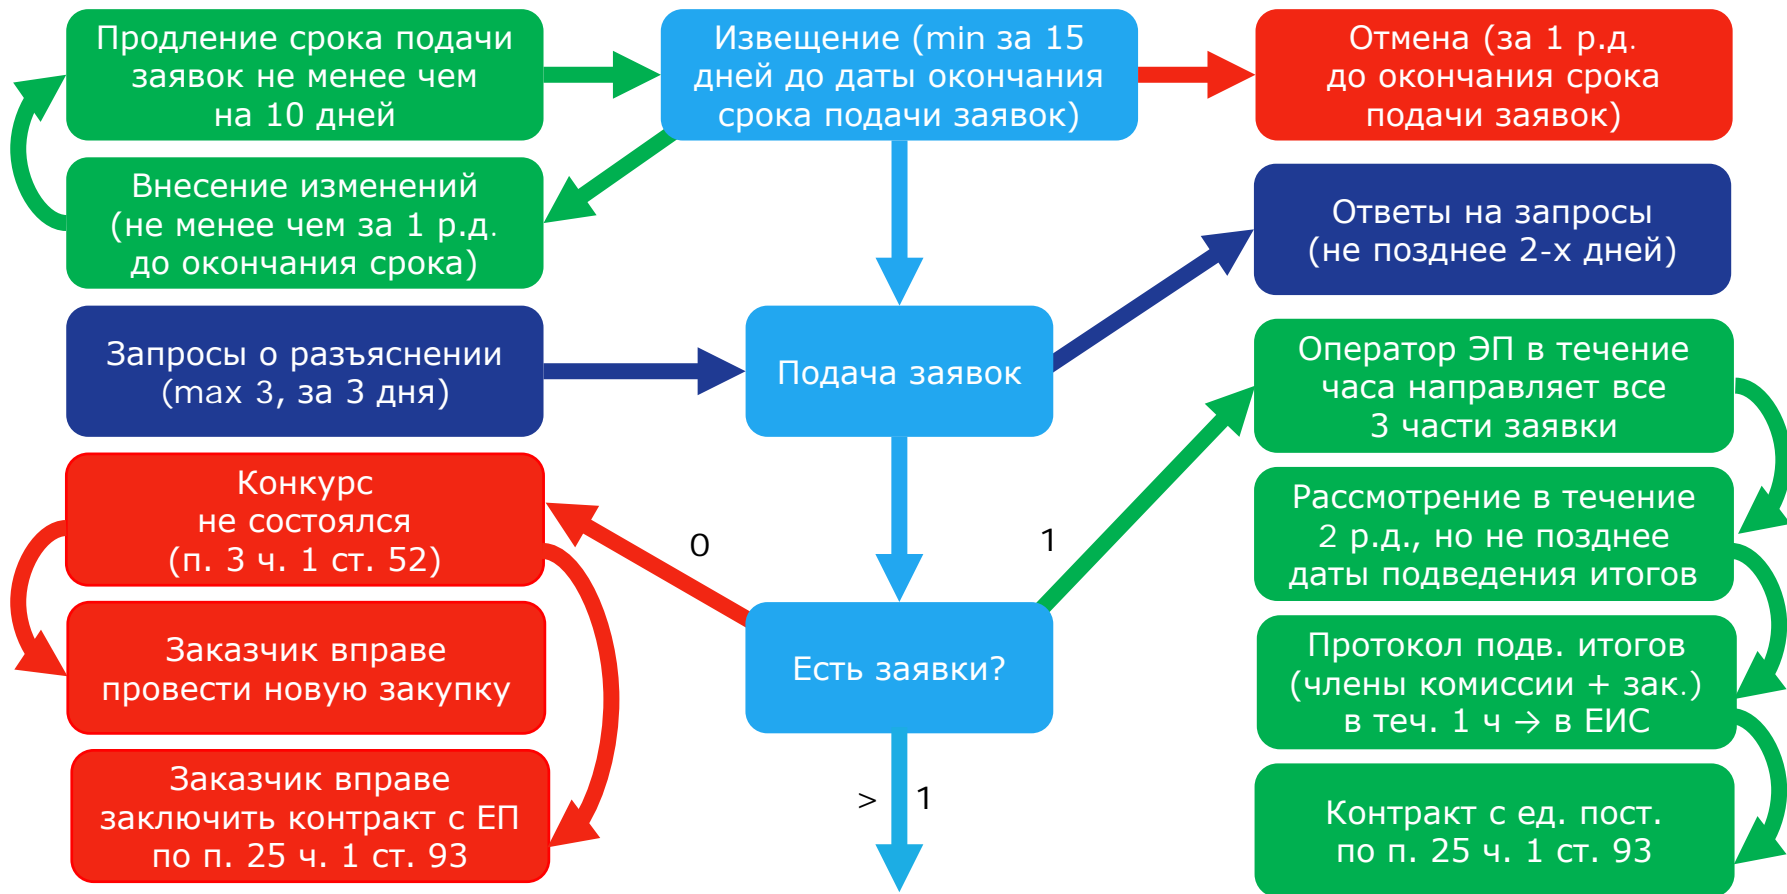 Продление срока подачи
заявок не менее чем
на 10 дней
Извещение (min за 15
дней до даты окончания
срока подачи заявок)
Отмена (за 1 р.д.
до окончания срока
подачи заявок)
Внесение изменений
(не менее чем за 1 р.д.
до окончания срока)
Ответы на запросы
(не позднее 2-х дней)
Запросы о разъяснении
(max 3, за 3 дня)
Подача заявок
Оператор ЭП в течение
часа направляет все
3 части заявки
Конкурс
не состоялся
(п. 3 ч. 1 ст. 52)
0
1
Рассмотрение в течение
2 р.д., но не позднее
даты подведения итогов
Заказчик вправе
провести новую закупку
Есть заявки?
Протокол подв. итогов
(члены комиссии + зак.)
в теч. 1 ч → в ЕИС
Заказчик вправе
заключить контракт с ЕП
по п. 25 ч. 1 ст. 93
> 1
Контракт с ед. пост.
по п. 25 ч. 1 ст. 93